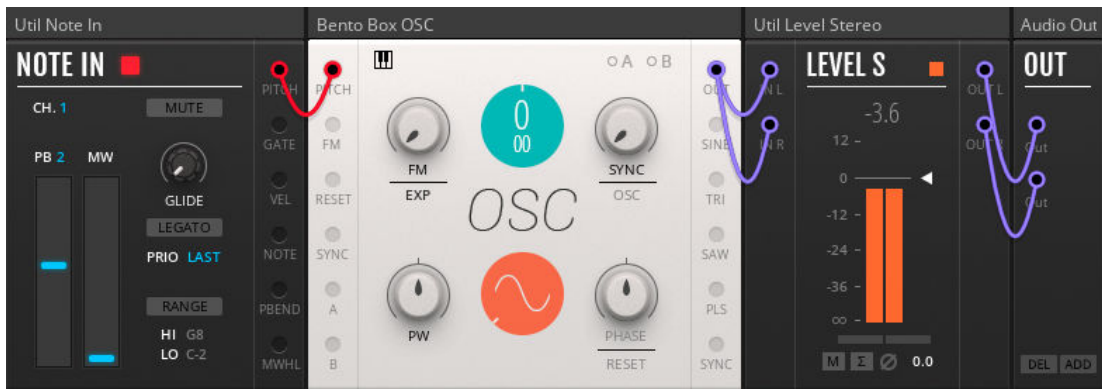 Util Note In
NOTE IN
CH. 1
MUTE
PB 2
MW
GLIDE
LEGATO
PRIO LAST
RANGE
HI G8
LO C-2
PITCH
GATE
VEL
NOTE
PBEND
MWHL
Bento Box OSC
PITCH
FM
RESET
SYNC
A
B
A
B
0
00
FM
EXP
SYNC
OSC
OSC
PW
PHASE
RESET
OUT
SINE
TRI
SAW
PLS
SYNC
Util Level Stereo
IN L
IN R
LEVEL S
-3.6
12
0
-12
-24
-36
∞
M
Σ
0.0
OUT L
OUT R
Audio Out
OUT
Out
Out
DEL
ADD